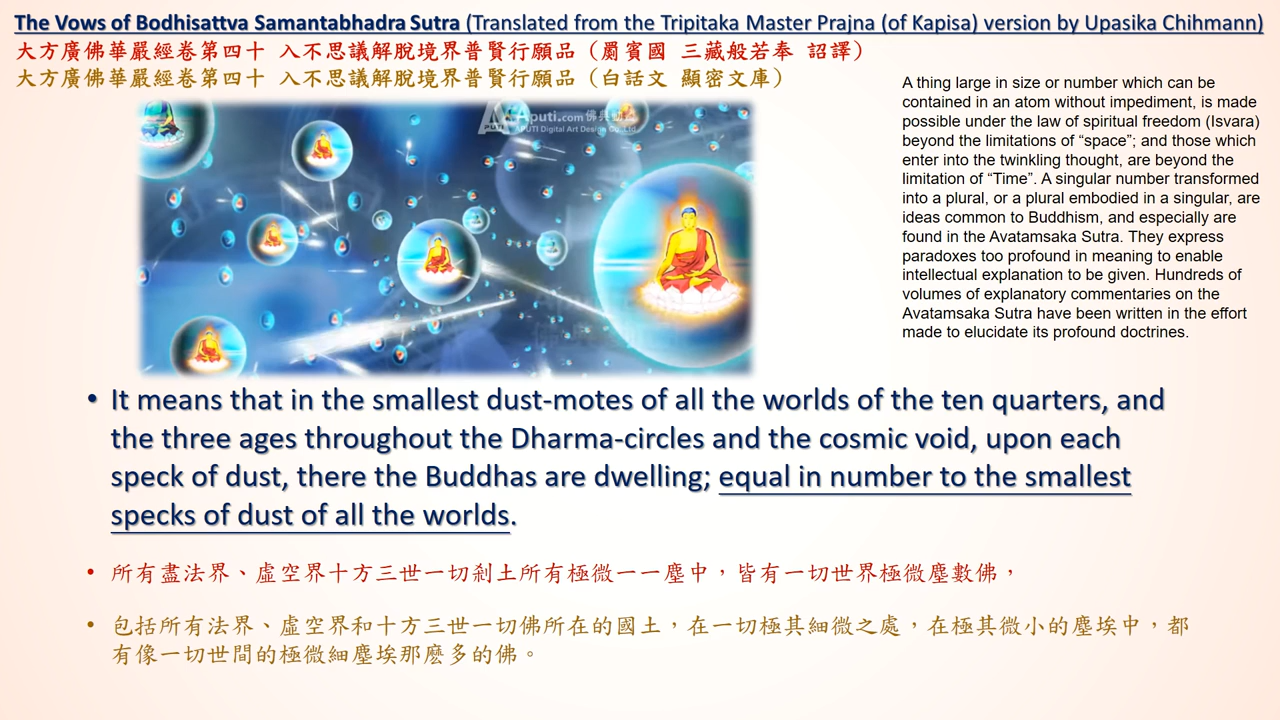 The Vows of Bodhisattva Samantabhadra Sutra (Translated from the Tripitaka Master Prajna (of Kapisa) version by Upasika Chihmann)
大方廣佛華嚴經卷第四十 入不思議解脫境界普賢行願品（罽賓國 三藏般若奉 詔譯）
大方廣佛華嚴經卷第四十 入不思議解脫境界普賢行願品（白話文 顯密文庫）
A thing large in size or number which can be
contained in an atom without impediment, is made
possible under the law of spiritual freedom (Isvara)
beyond the limitations of “space”; and those which
enter into the twinkling thought, are beyond the
limitation of “Time”. A singular number transformed
into a plural, or a plural embodied in a singular, are
ideas common to Buddhism, and especially are
found in the Avatamsaka Sutra. They express
paradoxes too profound in meaning to enable
intellectual explanation to be given. Hundreds of
volumes of explanatory commentaries on the
Avatamsaka Sutra have been written in the effort
made to elucidate its profound doctrines.
Aputi.com 佛典動畫
APUTI APUTI Digital Art Design Co., Ltd
• It means that in the smallest dust-motes of all the worlds of the ten quarters, and
the three ages throughout the Dharma-circles and the cosmic void, upon each
speck of dust, there the Buddhas are dwelling; equal in number to the smallest
specks of dust of all the worlds.
• 所有盡法界、虛空界十方三世一切剎土所有極微一一塵中，皆有一切世界極微塵數佛，
• 包括所有法界、虛空界和十方三世一切佛所在的國土，在一切極其細微之處，在極其微小的塵埃中，都
有像一切世間的極微細塵埃那麼多的佛。